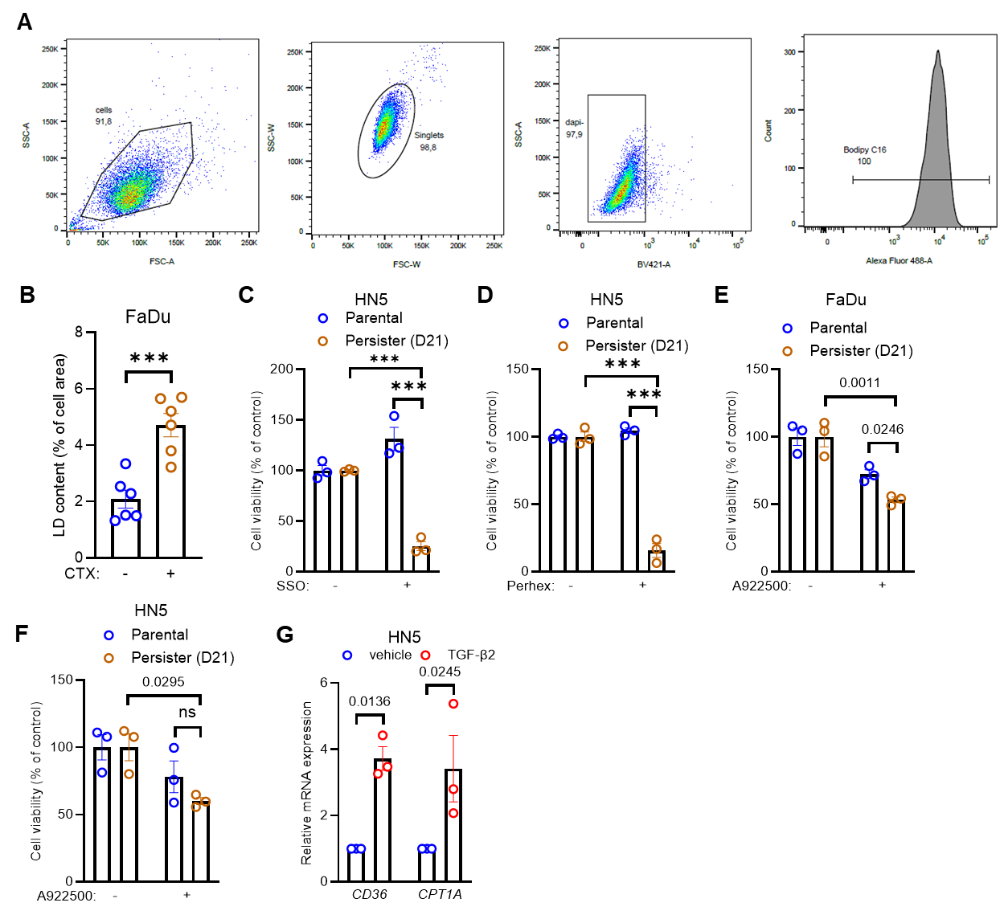 A
250K
200K
150K
100K
50K
0
SSC-A
cells
91,8
0
50K
100K
150K
200K
250K
FSC-A
250K
200K
150K
100K
50K
0
SSC-W
Singlets
98,8
0
50K
100K
150K
200K
250K
FSC-W
250K
200K
150K
100K
50K
0
SSC-A
dapi-
97,9
0
10³
10⁴
10⁵
BV421-A
300
200
100
0
Count
Bodipy C16
100
0
10³
10⁴
10⁵
Alexa Fluor 488-A
B
FaDu
8
6
4
2
0
LD content (% of cell area)
***
CTX: - +
C
HN5
Parental
Persister (D21)
200
150
100
50
0
Cell viability (% of control)
***
***
SSO: - +
D
HN5
Parental
Persister (D21)
150
100
50
0
Cell viability (% of control)
***
***
Perhex: - +
E
FaDu
Parental
Persister (D21)
150
100
50
0
Cell viability (% of control)
0.0011
0.0246
A922500: - +
F
HN5
Parental
Persister (D21)
150
100
50
0
Cell viability (% of control)
0.0295
ns
A922500: - +
G
HN5
vehicle TGF-β2
6
4
2
0
Relative mRNA expression
0.0136
0.0245
CD36 CPT1A